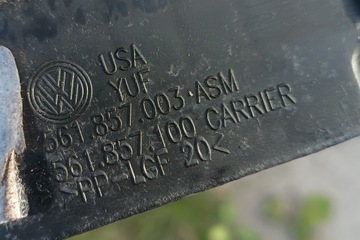 USA
YUF
561.857.003.ASM
561.857.100 CARRIER
>PP-LGF 20<